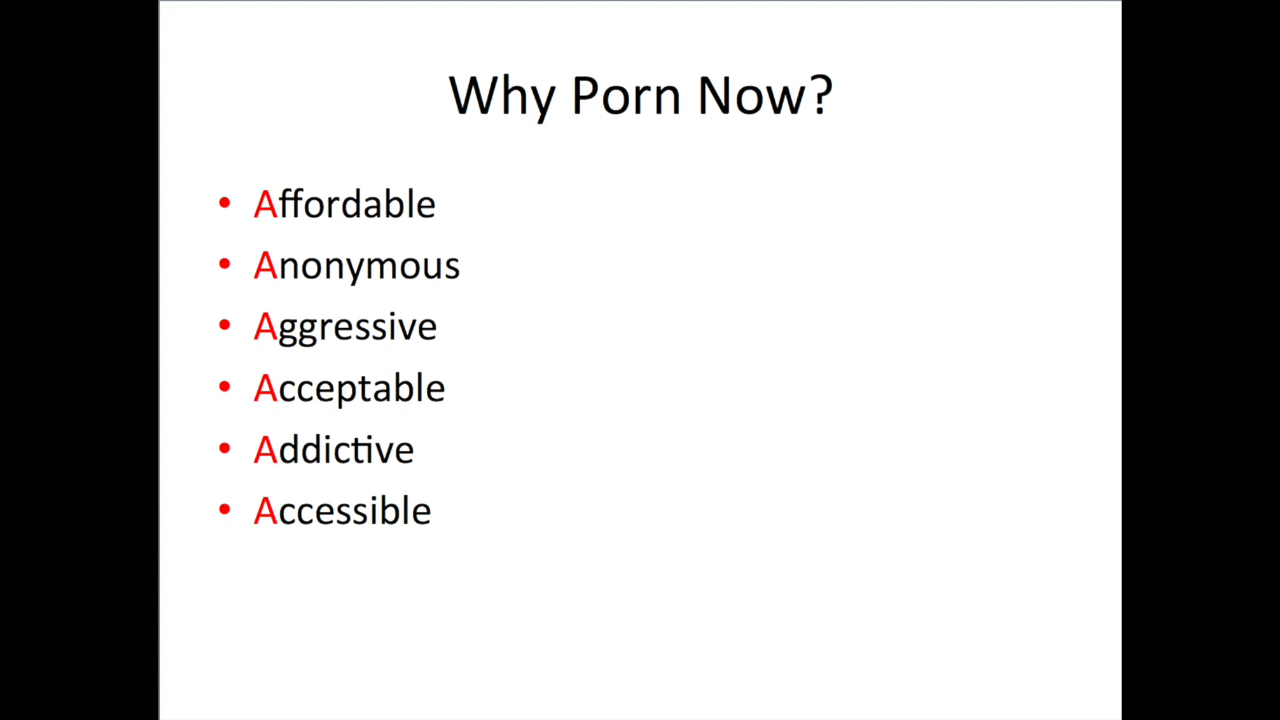 Why Porn Now?
• Affordable
• Anonymous
• Aggressive
• Acceptable
• Addictive
• Accessible